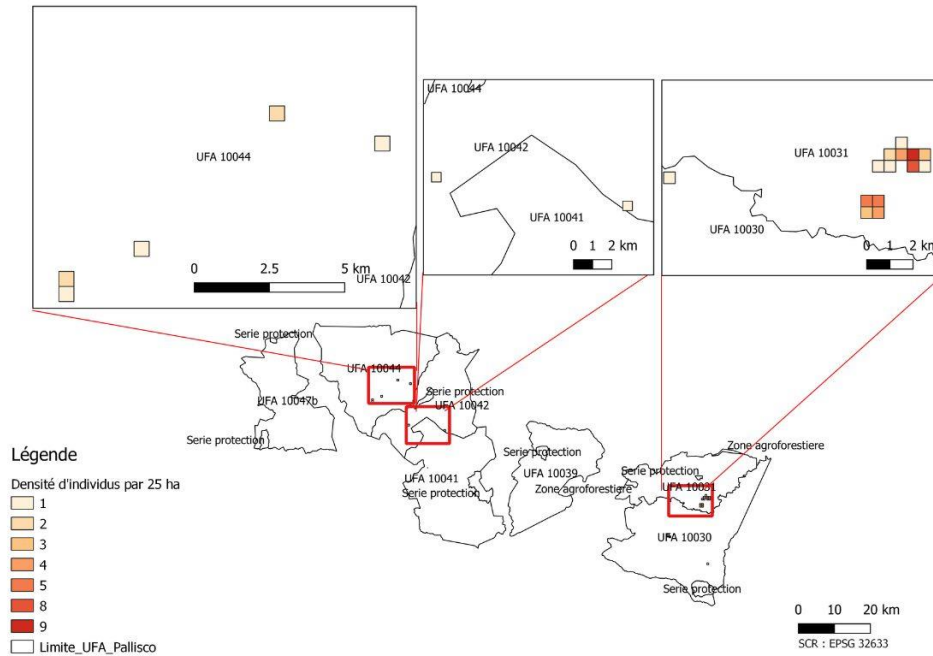 UFA 10044
0 2.5 5 km
UFA 10042
UFA 10044
UFA 10042
UFA 10041
0 1 2 km
UFA 10031
UFA 10030
0 1 2 km
Serie protection
UFA 10044
Serie protection
UFA 10047b
UFA 10042
Serie protection
UFA 10041
Serie protection
Serie protection
UFA 10039
Zone agroforestiere
Zone agroforestiere
Serie protection
UFA 10031
UFA 10030
Serie protection
Légende
Densité d'individus par 25 ha
1
2
3
4
5
8
9
Limite_UFA_Pallisco
0 10 20 km
SCR : EPSG 32633